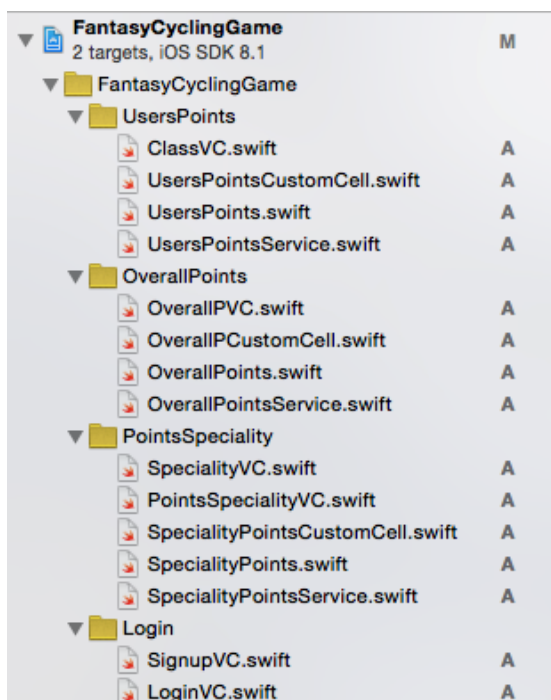 FantasyCyclingGame
2 targets, iOS SDK 8.1 M
FantasyCyclingGame
UsersPoints
ClassVC.swift A
UsersPointsCustomCell.swift A
UsersPoints.swift A
UsersPointsService.swift A
OverallPoints
OverallPVC.swift A
OverallPCustomCell.swift A
OverallPoints.swift A
OverallPointsService.swift A
PointsSpeciality
SpecialityVC.swift A
PointsSpecialityVC.swift A
SpecialityPointsCustomCell.swift A
SpecialityPoints.swift A
SpecialityPointsService.swift A
Login
SignupVC.swift A
LoginVC.swift A